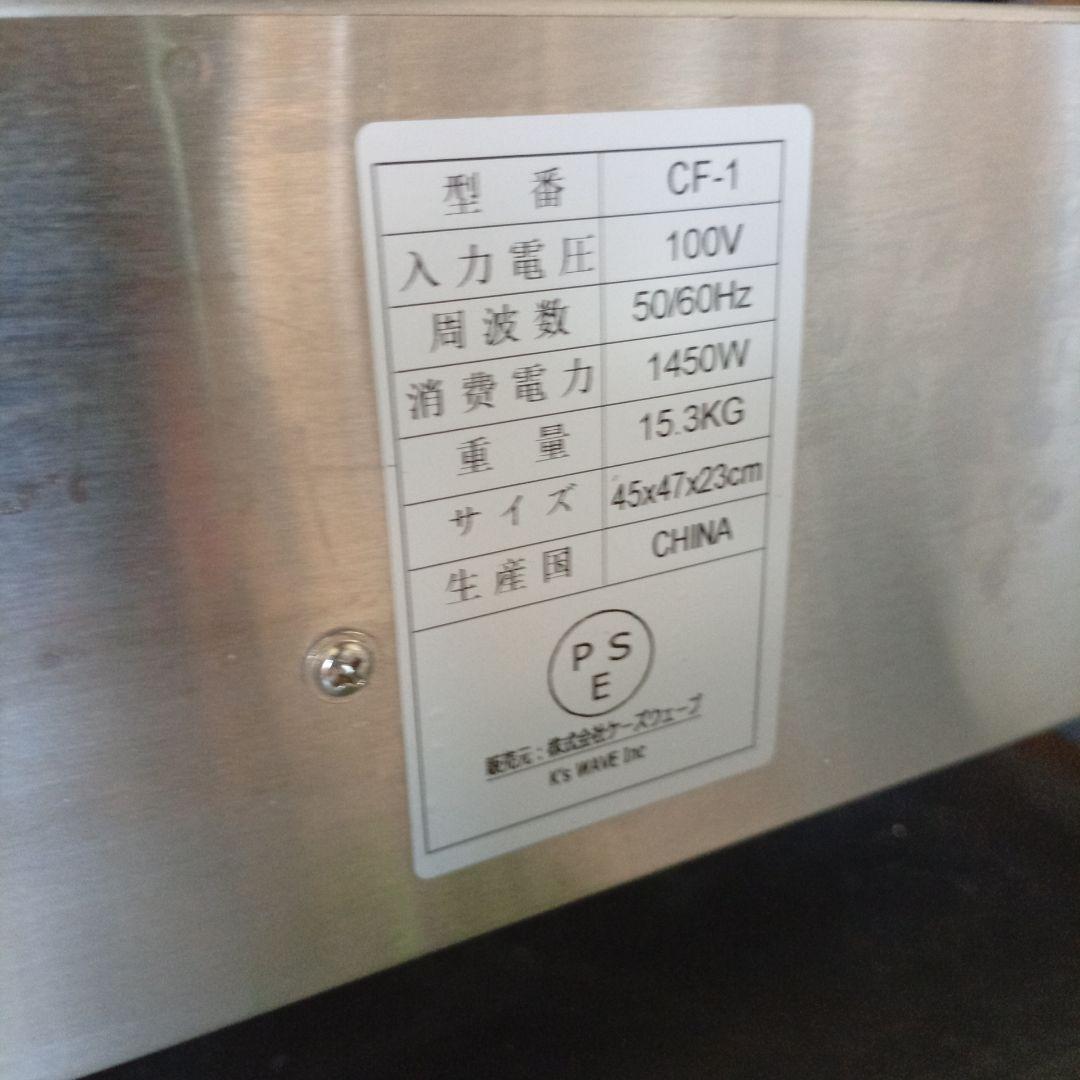 型番 CF-1
入力電圧 100V
周波数 50/60Hz
消費電力 1450W
重量 15.3KG
サイズ 45x47x23cm
生産国 CHINA
P S
E
販売元:株式会社ケーズウェーブ
K's WAVE Inc